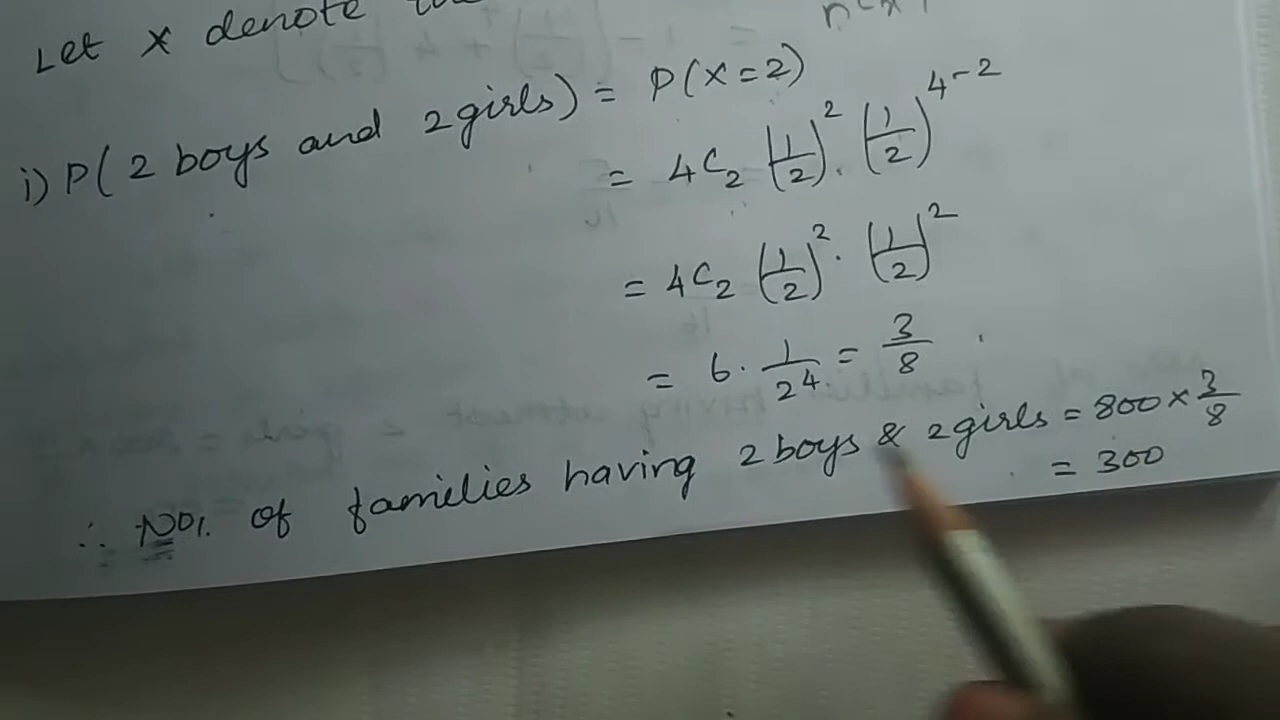 Let x denote the
i) P( 2 boys and 2 girls) = P(x=2)
= 4C₂ (1/2)² . (1/2)⁴⁻²
= 4C₂ (1/2)² . (1/2)²
= 6 . 1/2⁴ = 3/8 .
∴ No. of families having 2 boys & 2 girls = 800 × 3/8
= 300